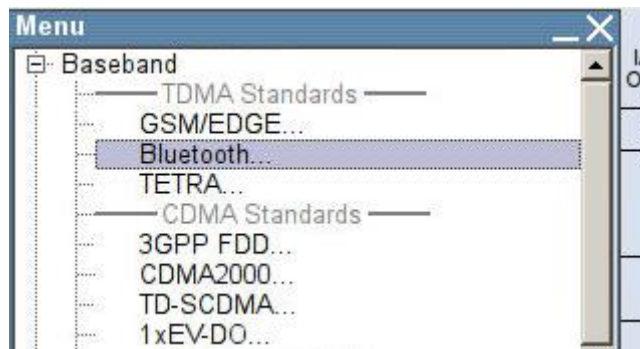 Menu
Baseband
TDMA Standards
GSM/EDGE...
Bluetooth...
TETRA...
CDMA Standards
3GPP FDD...
CDMA2000...
TD-SCDMA...
1xEV-DO...